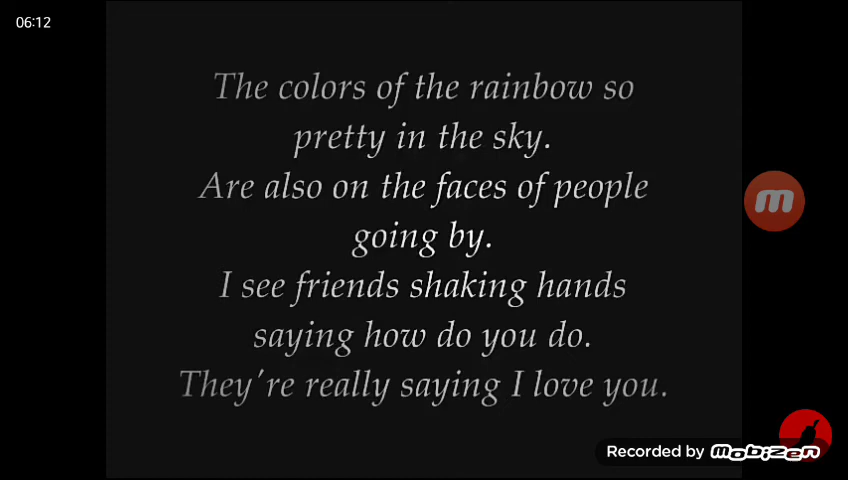 06:12
The colors of the rainbow so
pretty in the sky.
Are also on the faces of people
going by.
I see friends shaking hands
saying how do you do.
They're really saying I love you.
Recorded by mobizen